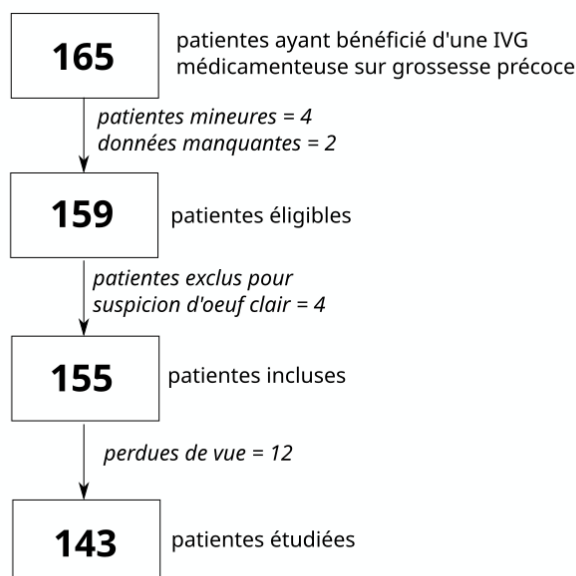 165
patientes ayant bénéficié d'une IVG
médicamenteuse sur grossesse précoce
patientes mineures = 4
données manquantes = 2
159
patientes éligibles
patientes exclus pour
suspicion d'oeuf clair = 4
155
patientes incluses
perdues de vue = 12
143
patientes étudiées